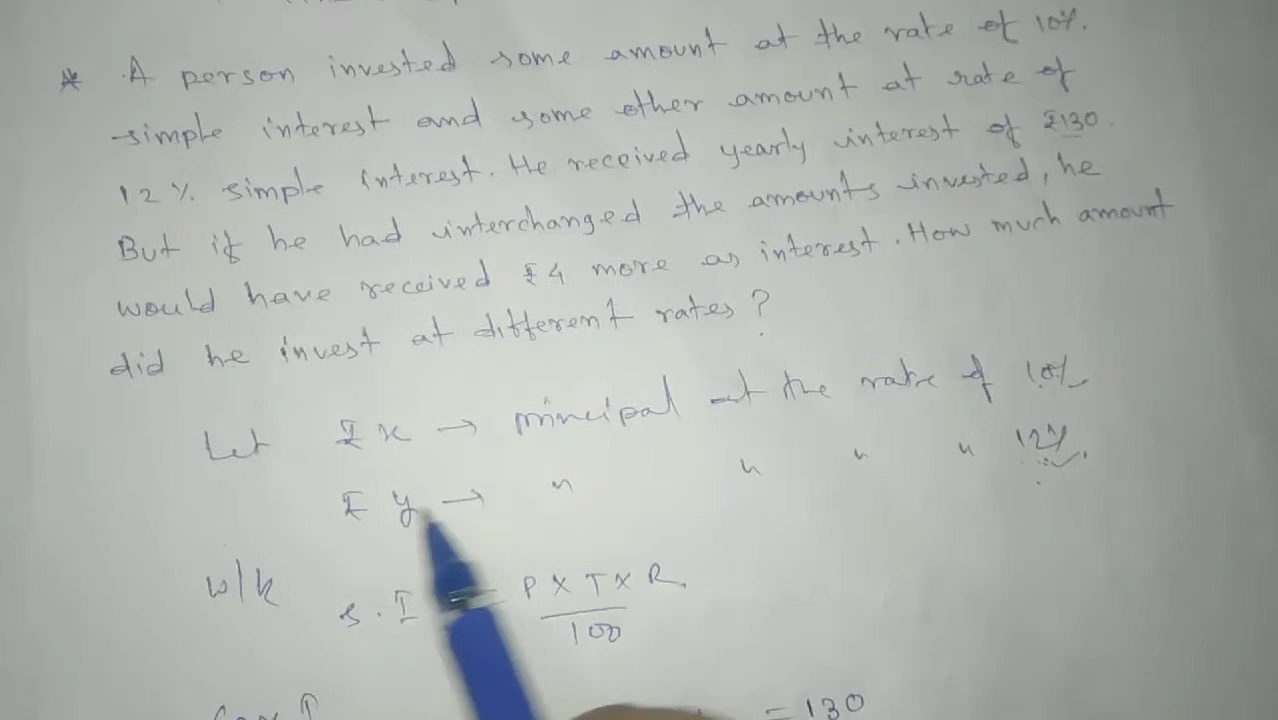 * A person invested some amount at the rate of 10%.
simple interest and some other amount at rate of
12% simple interest. He received yearly interest of ₹130.
But if he had interchanged the amounts invested, he
would have received ₹4 more as interest. How much amount
did he invest at different rates?
Let ₹ x → principal at the rate of 10%
₹ y → " " " " 12%.
w/k S.I = P X T X R
100
= 130